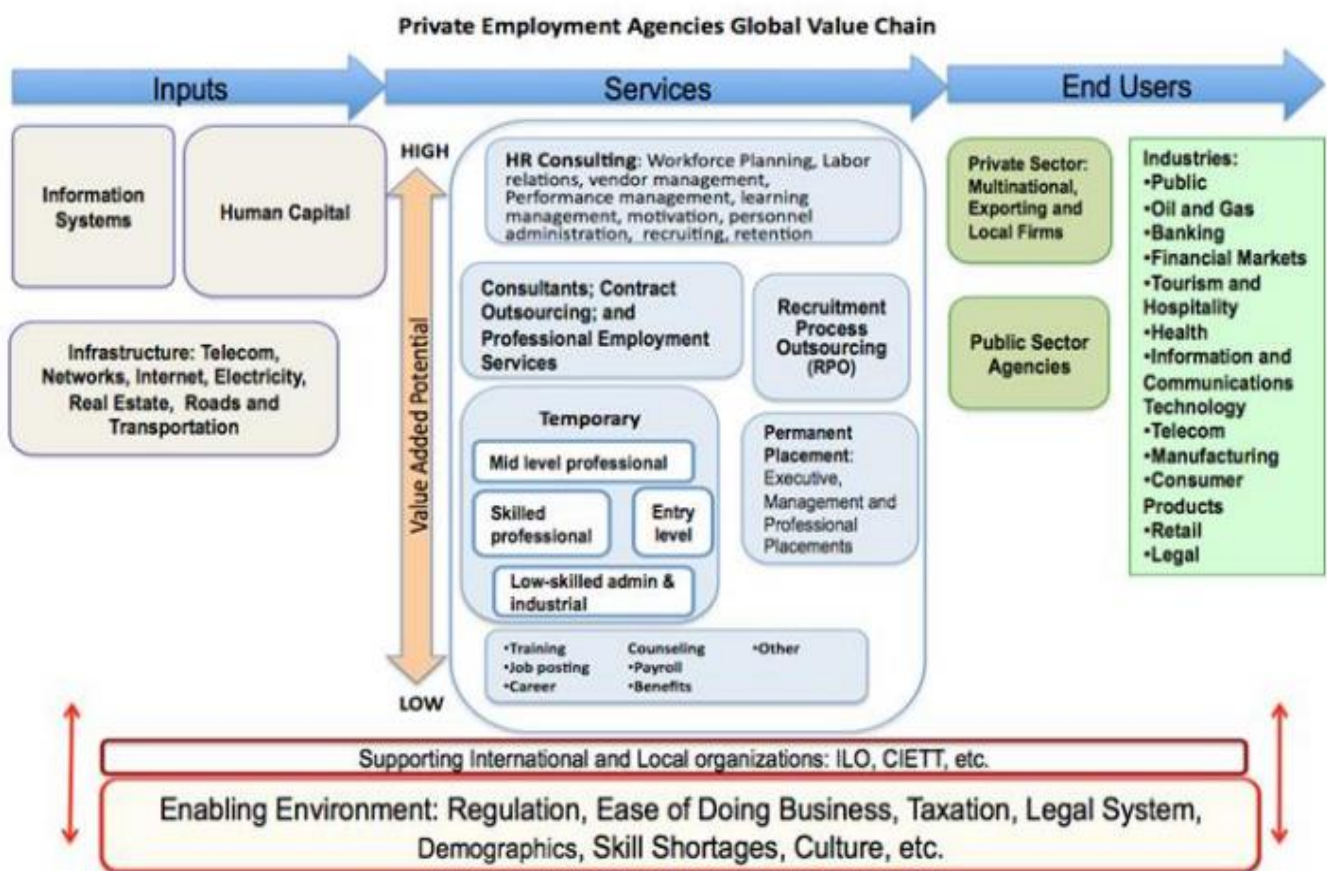 Private Employment Agencies Global Value Chain
Inputs
Services
End Users
Information
Systems
Human Capital
Infrastructure: Telecom,
Networks, Internet, Electricity,
Real Estate, Roads and
Transportation
HIGH
Value Added Potential
LOW
HR Consulting: Workforce Planning, Labor
relations, vendor management,
Performance management, learning
management, motivation, personnel
administration, recruiting, retention
Consultants; Contract
Outsourcing; and
Professional Employment
Services
Recruitment
Process
Outsourcing
(RPO)
Temporary
Mid level professional
Skilled
professional
Entry
level
Low-skilled admin &
industrial
Permanent
Placement:
Executive,
Management and
Professional
Placements
•Training
•Job posting
•Career
Counseling
•Payroll
•Benefits
•Other
Private Sector:
Multinational,
Exporting and
Local Firms
Public Sector
Agencies
Industries:
•Public
•Oil and Gas
•Banking
•Financial Markets
•Tourism and
Hospitality
•Health
•Information and
Communications
Technology
•Telecom
•Manufacturing
•Consumer
Products
•Retail
•Legal
Supporting International and Local organizations: ILO, CIETT, etc.
Enabling Environment: Regulation, Ease of Doing Business, Taxation, Legal System,
Demographics, Skill Shortages, Culture, etc.